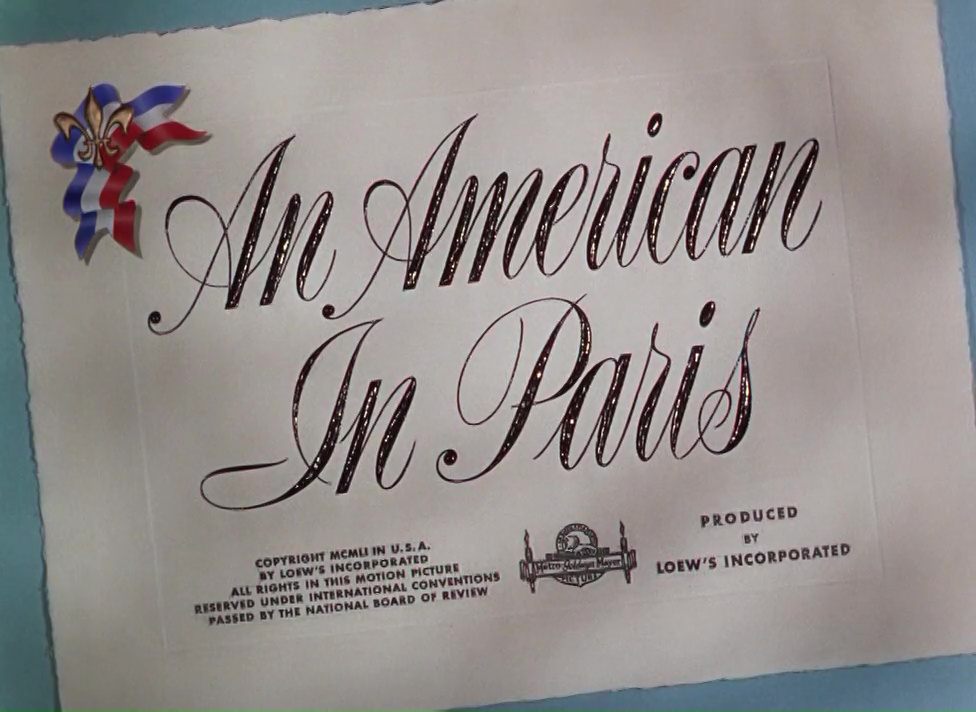 An American
In Paris
COPYRIGHT MCMLI IN U.S.A.
BY LOEW'S INCORPORATED
ALL RIGHTS IN THIS MOTION PICTURE
RESERVED UNDER INTERNATIONAL CONVENTIONS
PASSED BY THE NATIONAL BOARD OF REVIEW
Metro Goldwyn Mayer
PICTURE
PRODUCED
BY
LOEW'S INCORPORATED